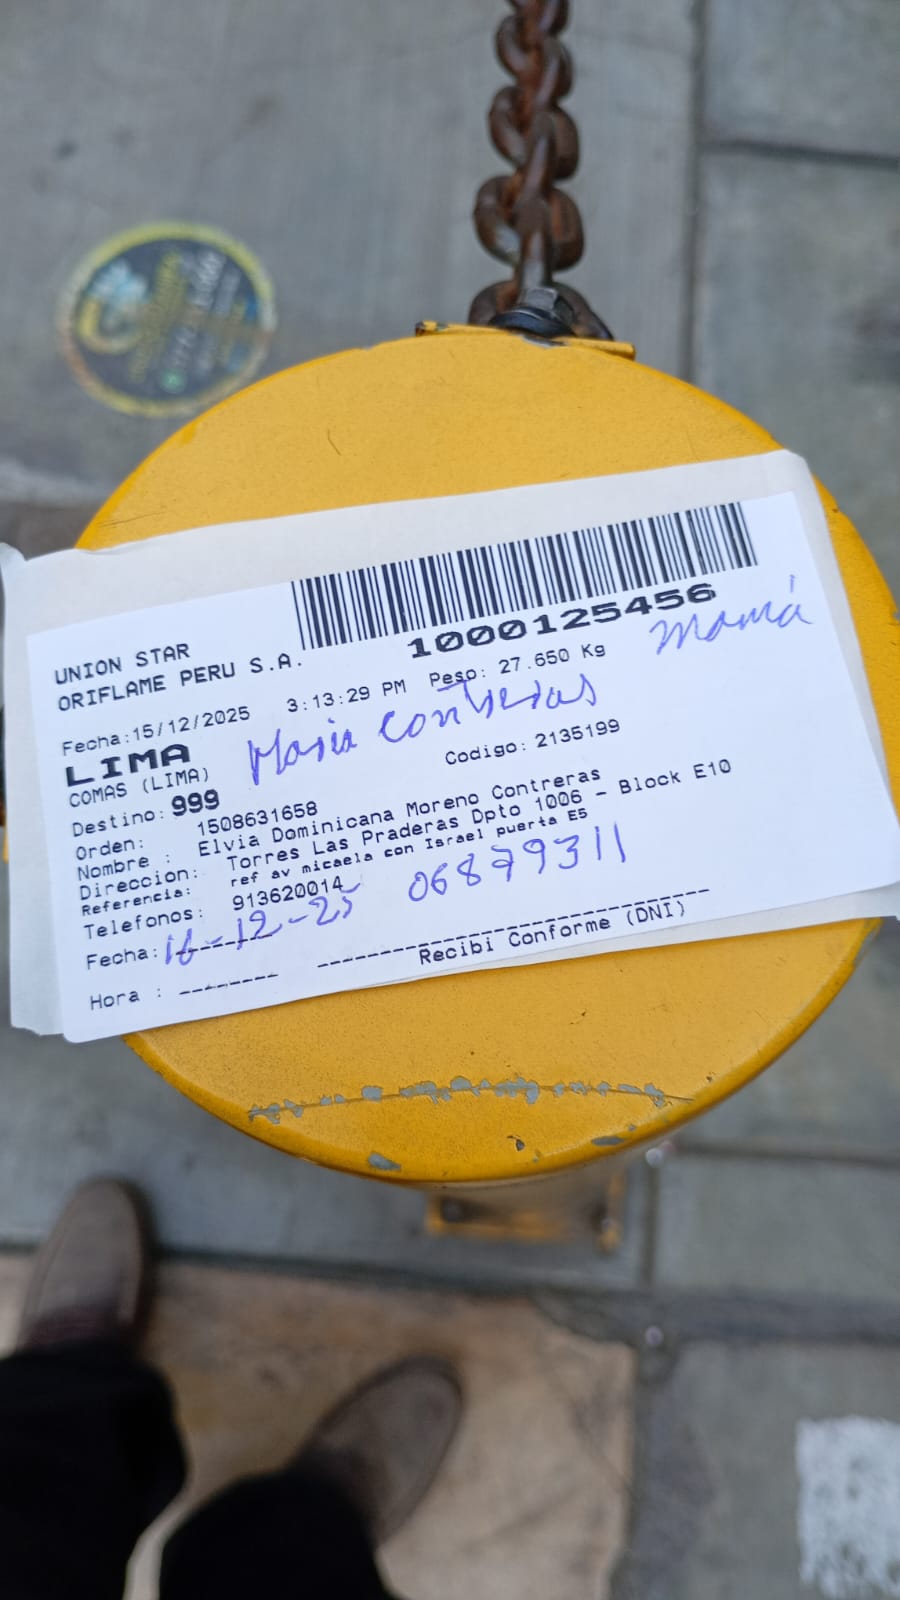 1000125456
Mamá
UNION STAR
ORIFLAME PERU S.A.
Fecha:15/12/2025 3:13:29 PM Peso: 27.650 Kg
LIMA
Maria Contreras
COMAS (LIMA)
Codigo: 2135199
Destino: 999
Orden: 1508631658
Nombre : Elvia Dominicana Moreno Contreras
Direccion: Torres Las Praderas Dpto 1006 - Block E10
Referencia: ref av micaela con Israel puerta E5
Telefonos: 913620014
Fecha: 16-12-25 06879311
Hora : --------
Recibi Conforme (DNI)